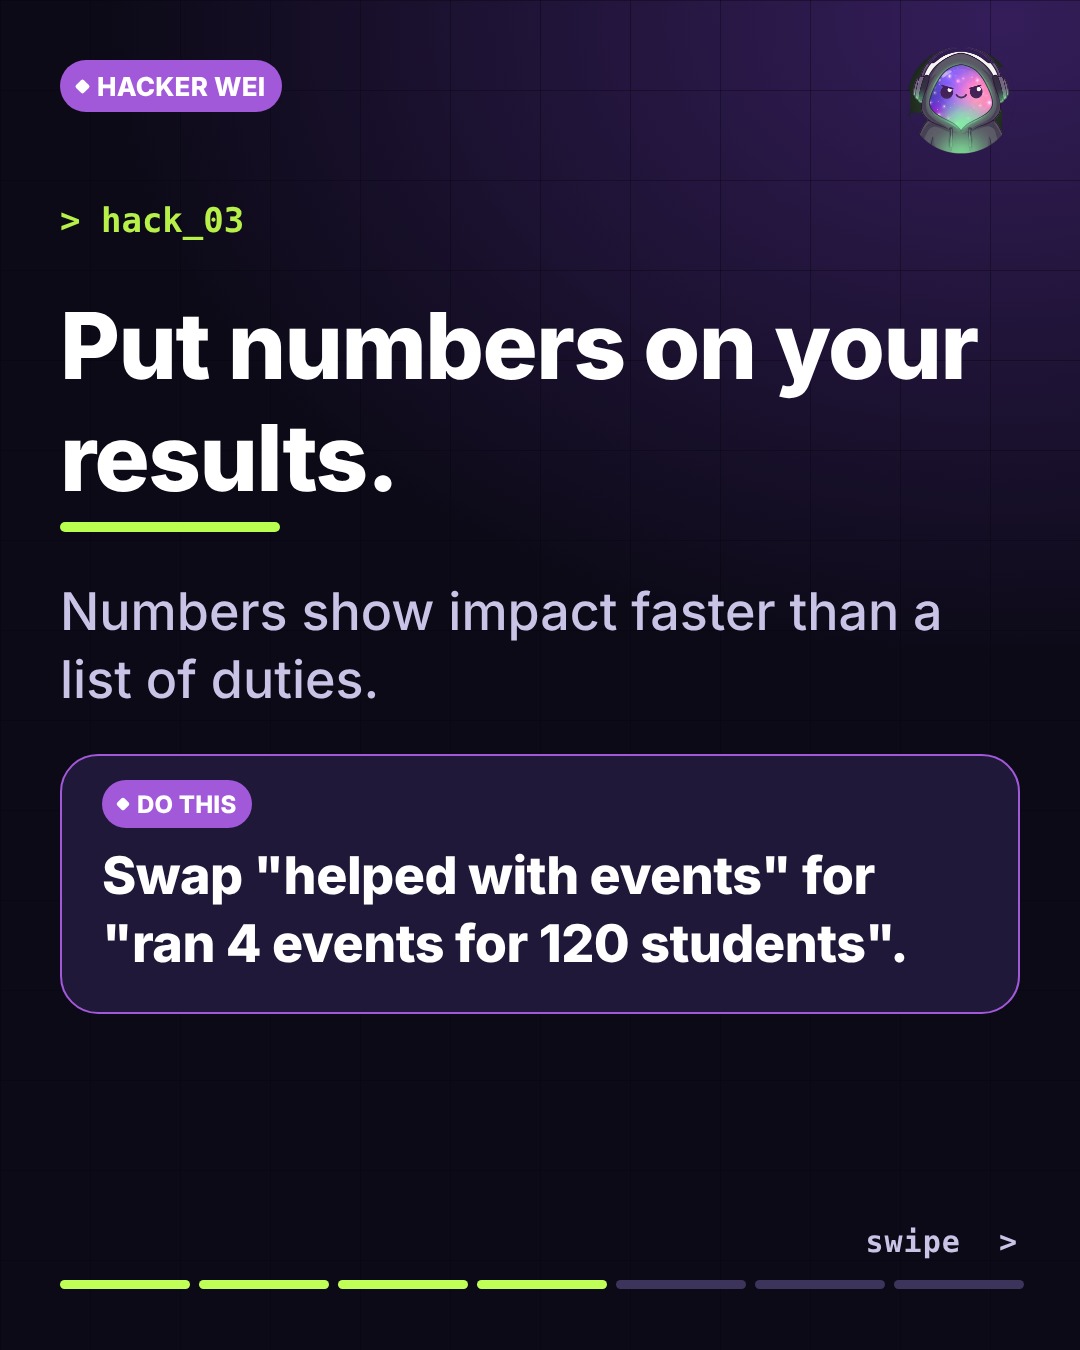 HACKER WEI
> hack_03
Put numbers on your
results.
Numbers show impact faster than a
list of duties.
DO THIS
Swap "helped with events" for
"ran 4 events for 120 students".
swipe >